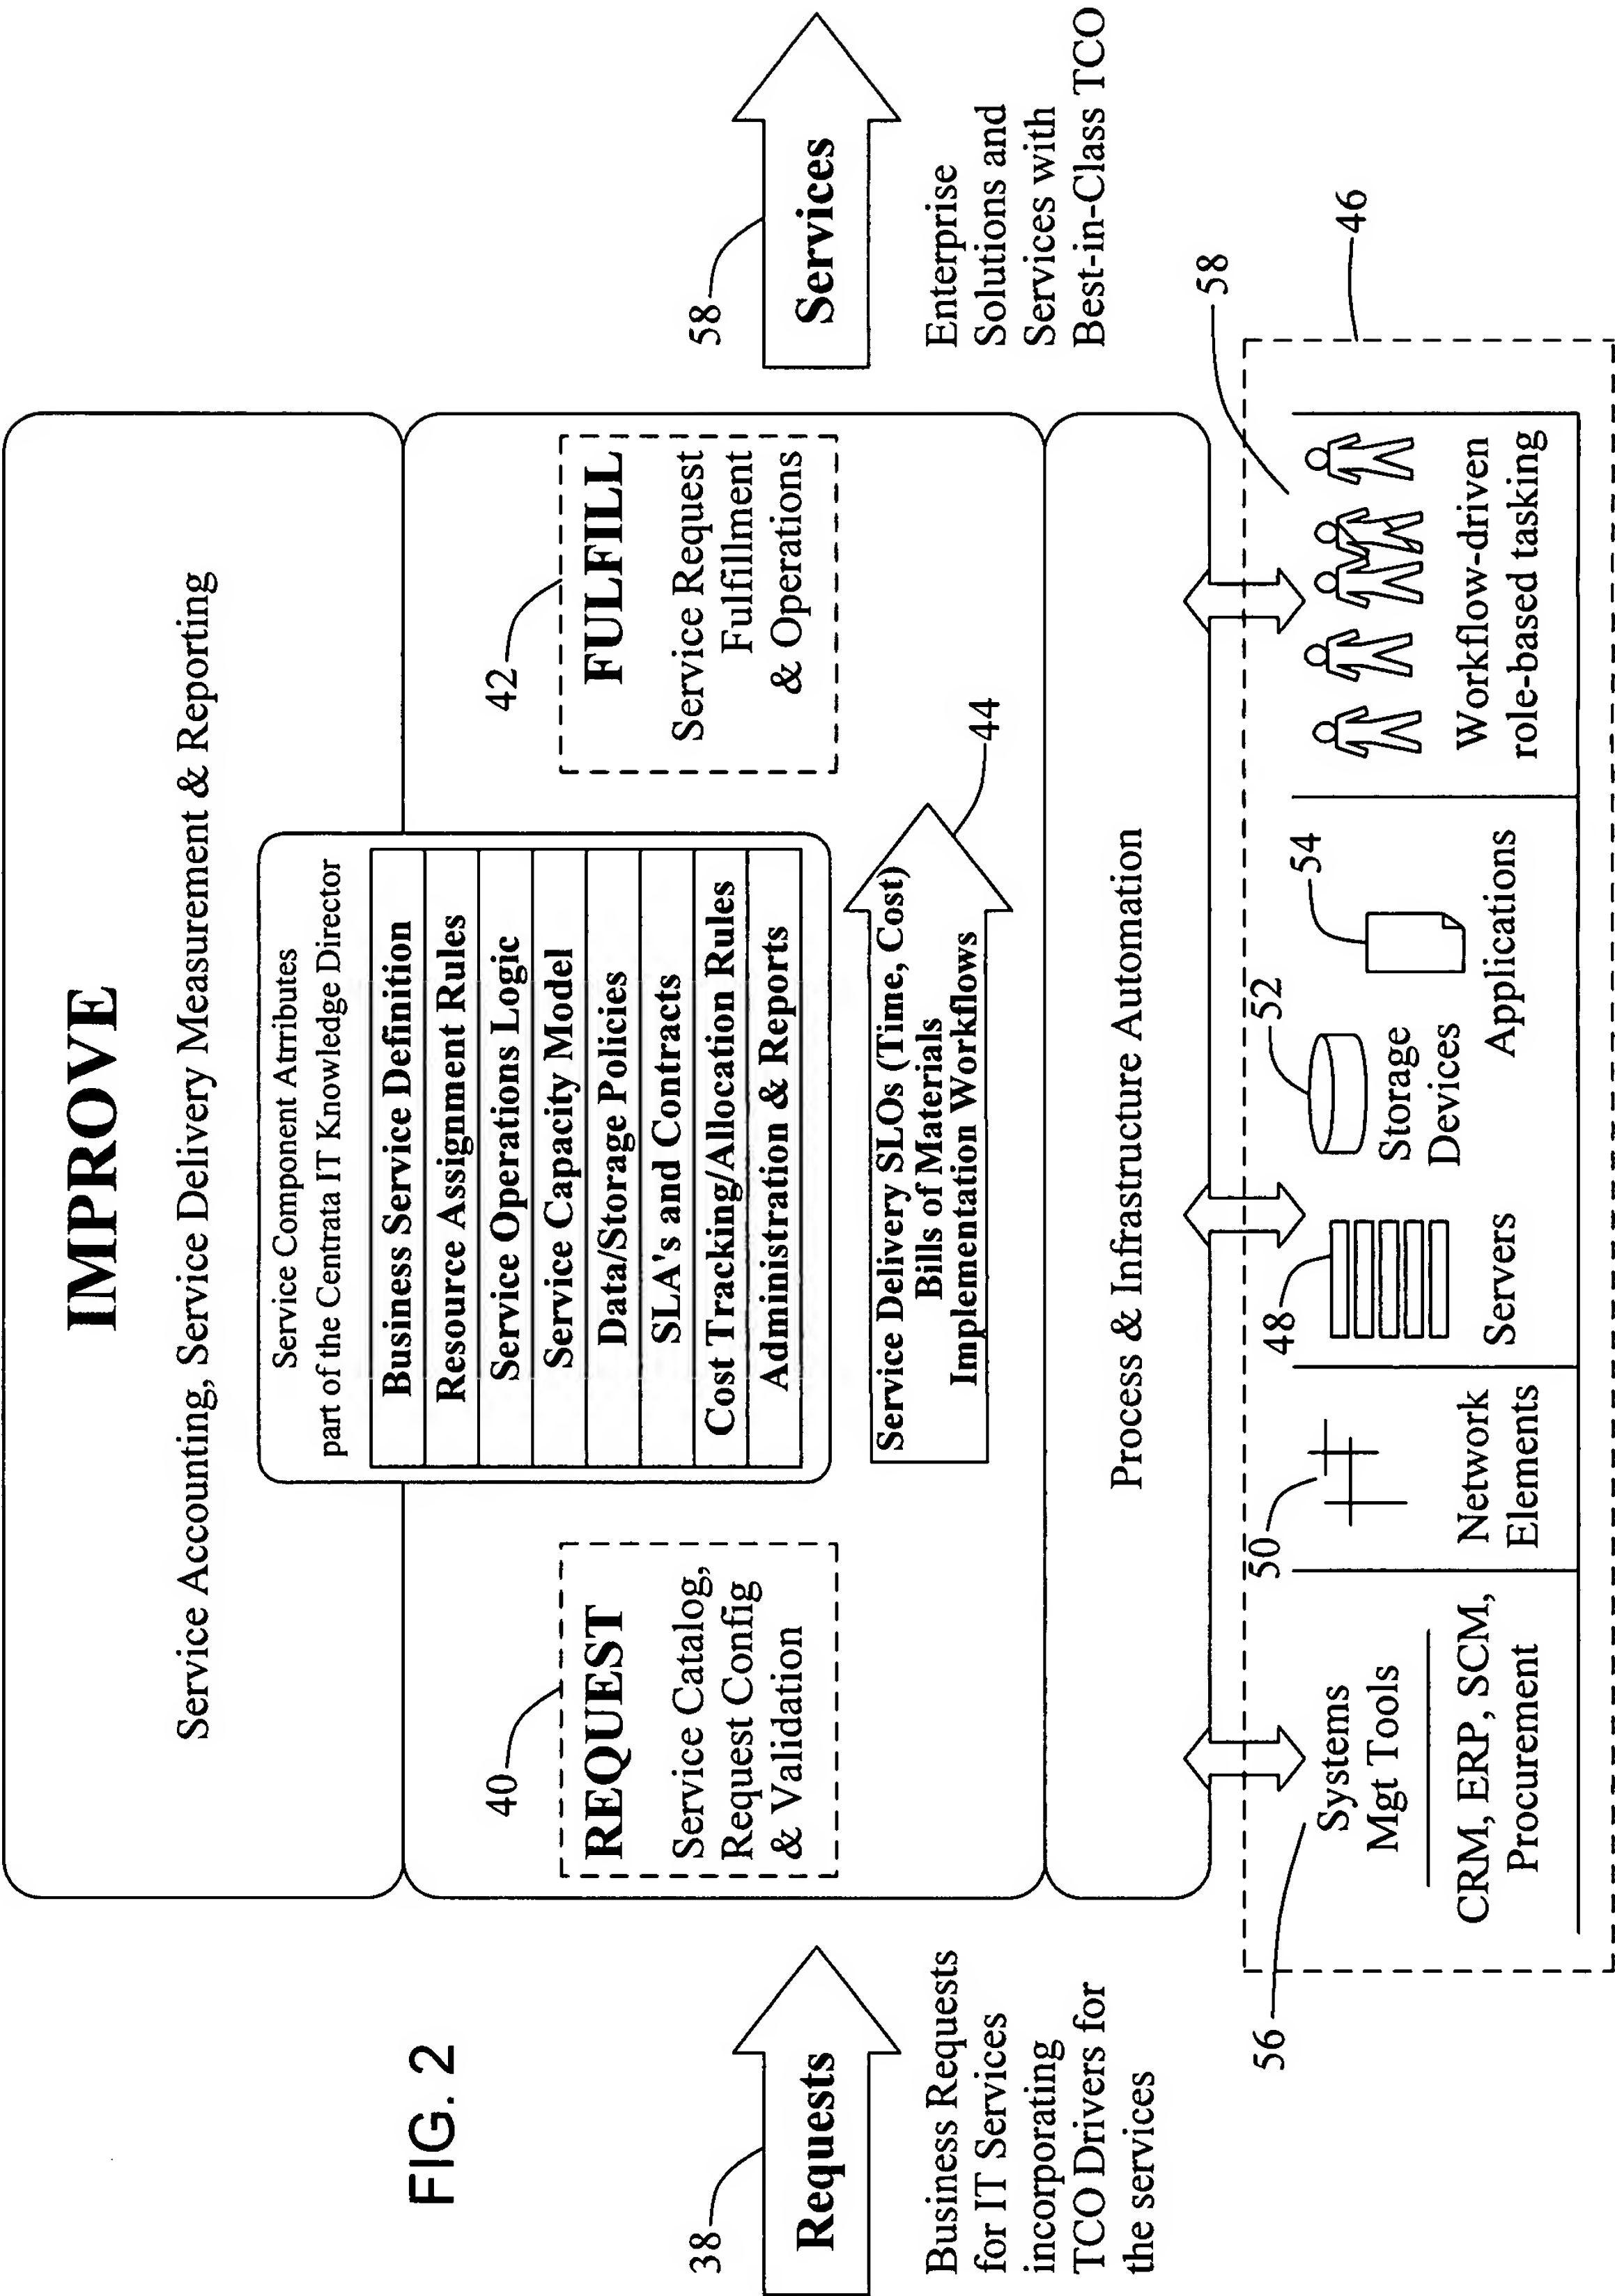 FIG. 2
IMPROVE
Service Accounting, Service Delivery Measurement & Reporting
Service Component Atrributes
part of the Centrata IT Knowledge Director
Business Service Definition
Resource Assignment Rules
Service Operations Logic
Service Capacity Model
Data/Storage Policies
SLA's and Contracts
Cost Tracking/Allocation Rules
Administration & Reports
38
Requests
Business Requests
for IT Services
incorporating
TCO Drivers for
the services
40
REQUEST
Service Catalog,
Request Config
& Validation
Service Delivery SLOs (Time, Cost)
Bills of Materials
Implementation Workflows
44
42
FULFILL
Service Request
Fulfillment
& Operations
58
Services
Enterprise
Solutions and
Services with
Best-in-Class TCO
Process & Infrastructure Automation
56
Systems
Mgt Tools
CRM, ERP, SCM,
Procurement
50
Network
Elements
48
Servers
52
Storage
Devices
54
Applications
58
Workflow-driven
role-based tasking
46